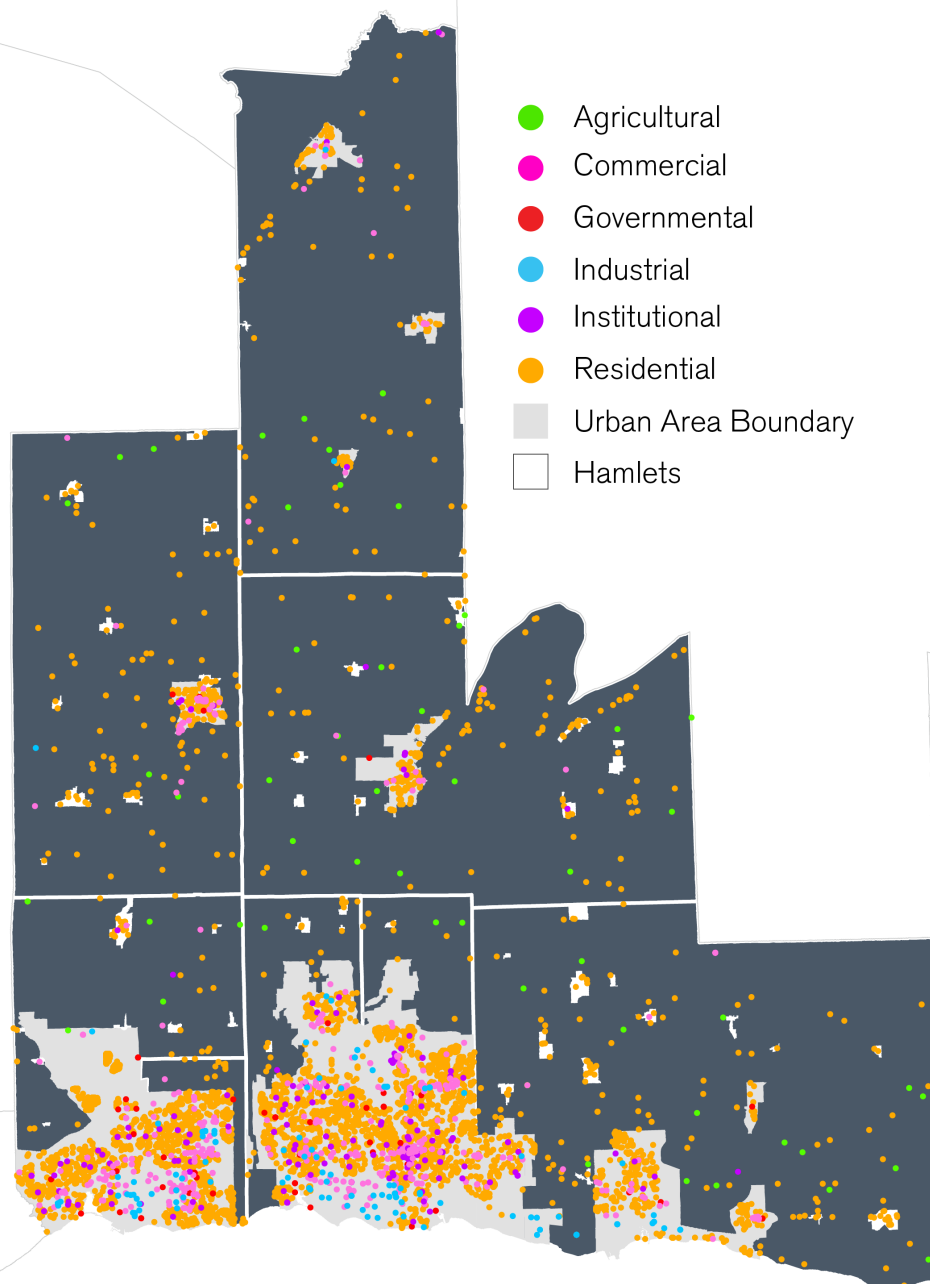 Agricultural
Commercial
Governmental
Industrial
Institutional
Residential
Urban Area Boundary
Hamlets